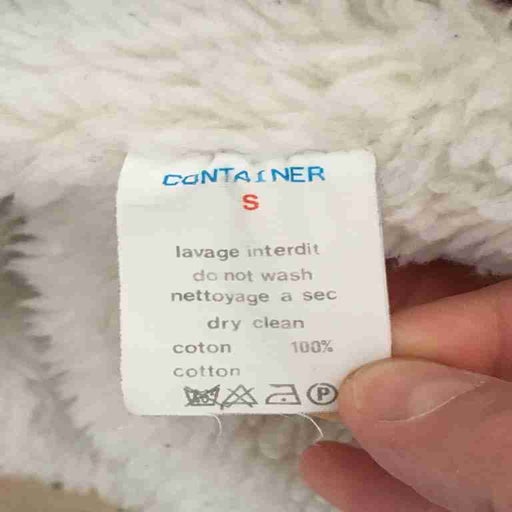 CONTAINER
S
lavage interdit
do not wash
nettoyage a sec
dry clean
coton 100%
cotton
P